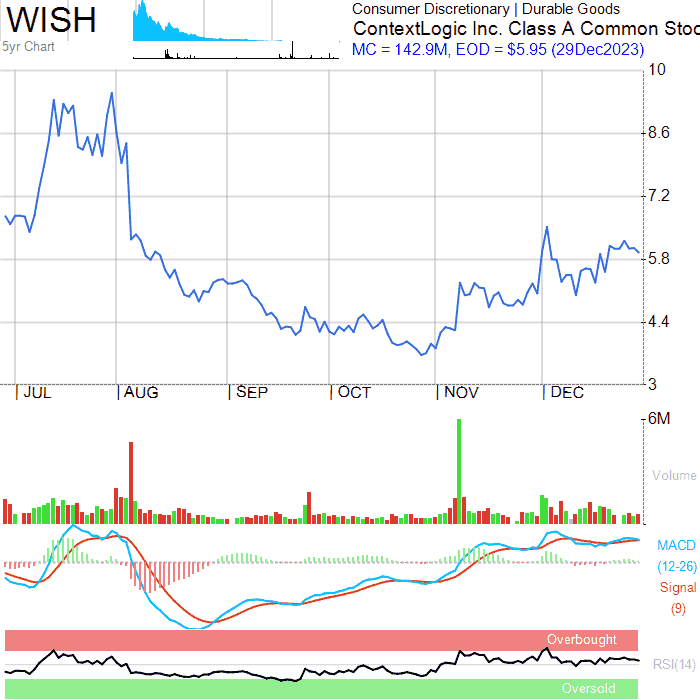 WISH
5yr Chart
Consumer Discretionary | Durable Goods
ContextLogic Inc. Class A Common Stoc
MC = 142.9M, EOD = $5.95 (29Dec2023)
10
8.6
7.2
5.8
4.4
3
| JUL | AUG | SEP | OCT | NOV | DEC
6M
Volume
MACD
(12-26)
Signal
(9)
Overbought
RSI(14)
Oversold